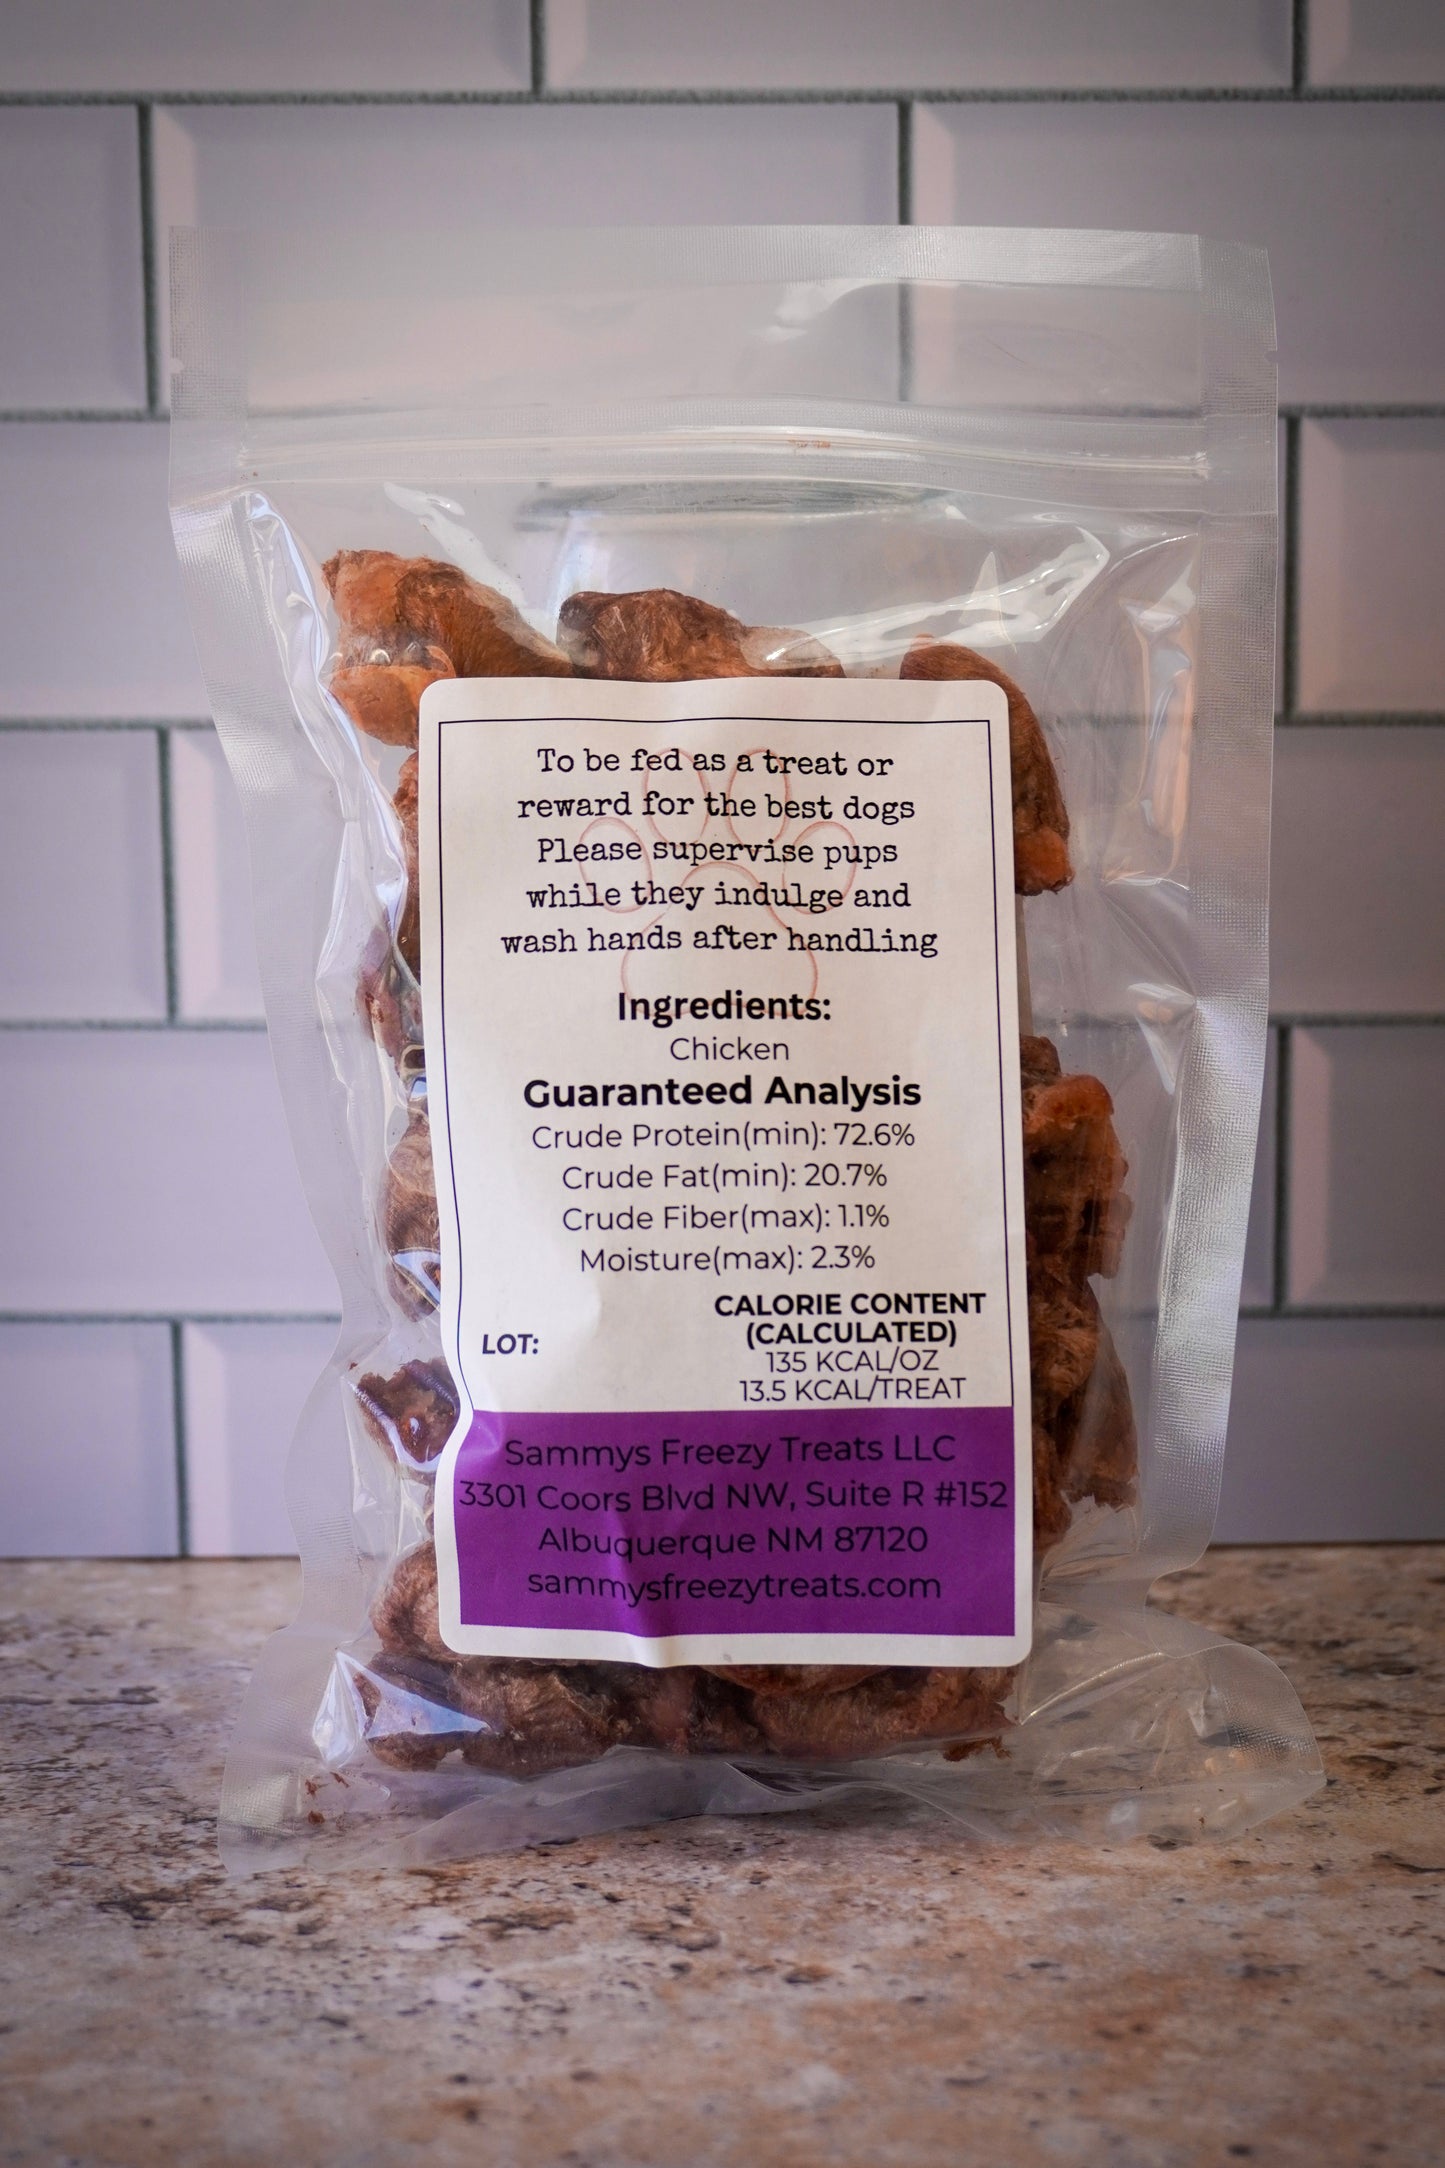 To be fed as a treat or
reward for the best dogs
Please supervise pups
while they indulge and
wash hands after handling
Ingredients:
Chicken
Guaranteed Analysis
Crude Protein(min): 72.6%
Crude Fat(min): 20.7%
Crude Fiber(max): 1.1%
Moisture(max): 2.3%
LOT:
CALORIE CONTENT
(CALCULATED)
135 KCAL/OZ
13.5 KCAL/TREAT
Sammys Freezy Treats LLC
3301 Coors Blvd NW, Suite R #152
Albuquerque NM 87120
sammysfreezytreats.com